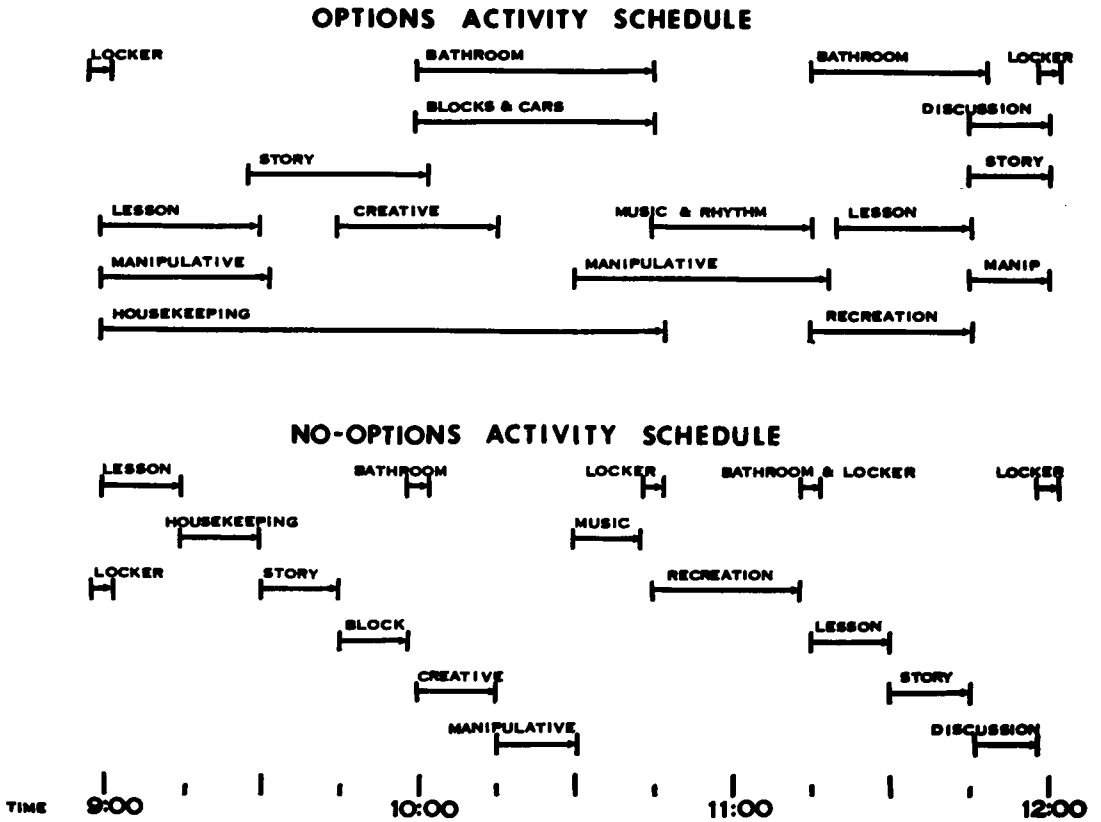 OPTIONS ACTIVITY SCHEDULE
LOCKER BATHROOM BATHROOM LOCKER
BLOCKS & CARS DISCUSSION
STORY STORY
LESSON CREATIVE MUSIC & RHYTHM LESSON
MANIPULATIVE MANIPULATIVE MANIP
HOUSEKEEPING RECREATION
NO-OPTIONS ACTIVITY SCHEDULE
LESSON BATHROOM LOCKER BATHROOM & LOCKER LOCKER
HOUSEKEEPING MUSIC
LOCKER STORY RECREATION
BLOCK LESSON
CREATIVE STORY
MANIPULATIVE DISCUSSION
TIME 9:00 10:00 11:00 12:00